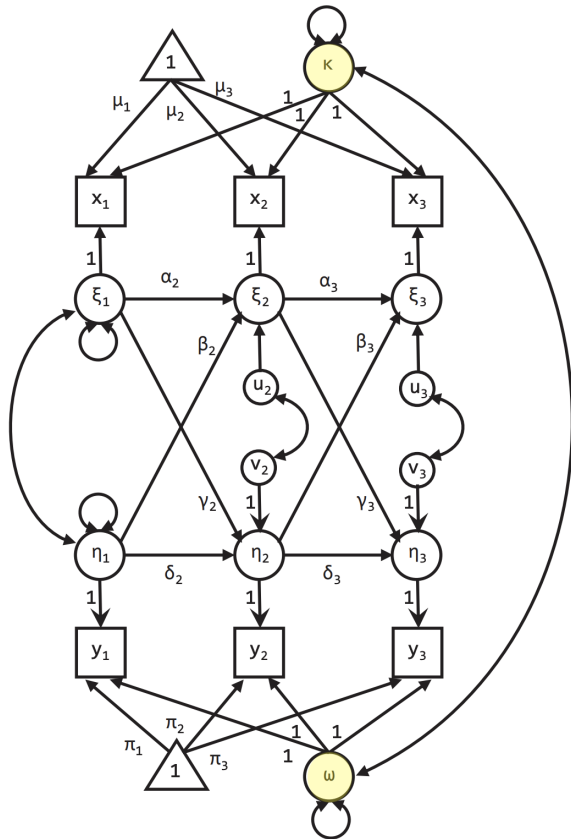 1 κ
μ₁ μ₂ μ₃ 1 1 1
x₁ x₂ x₃
1 1 1
ξ₁ α₂ ξ₂ α₃ ξ₃
β₂ β₃
u₂ u₃
v₂ v₃
γ₂ 1 γ₃ 1
η₁ δ₂ η₂ δ₃ η₃
1 1 1
y₁ y₂ y₃
π₁ π₂ π₃ 1 1 1
1 ω